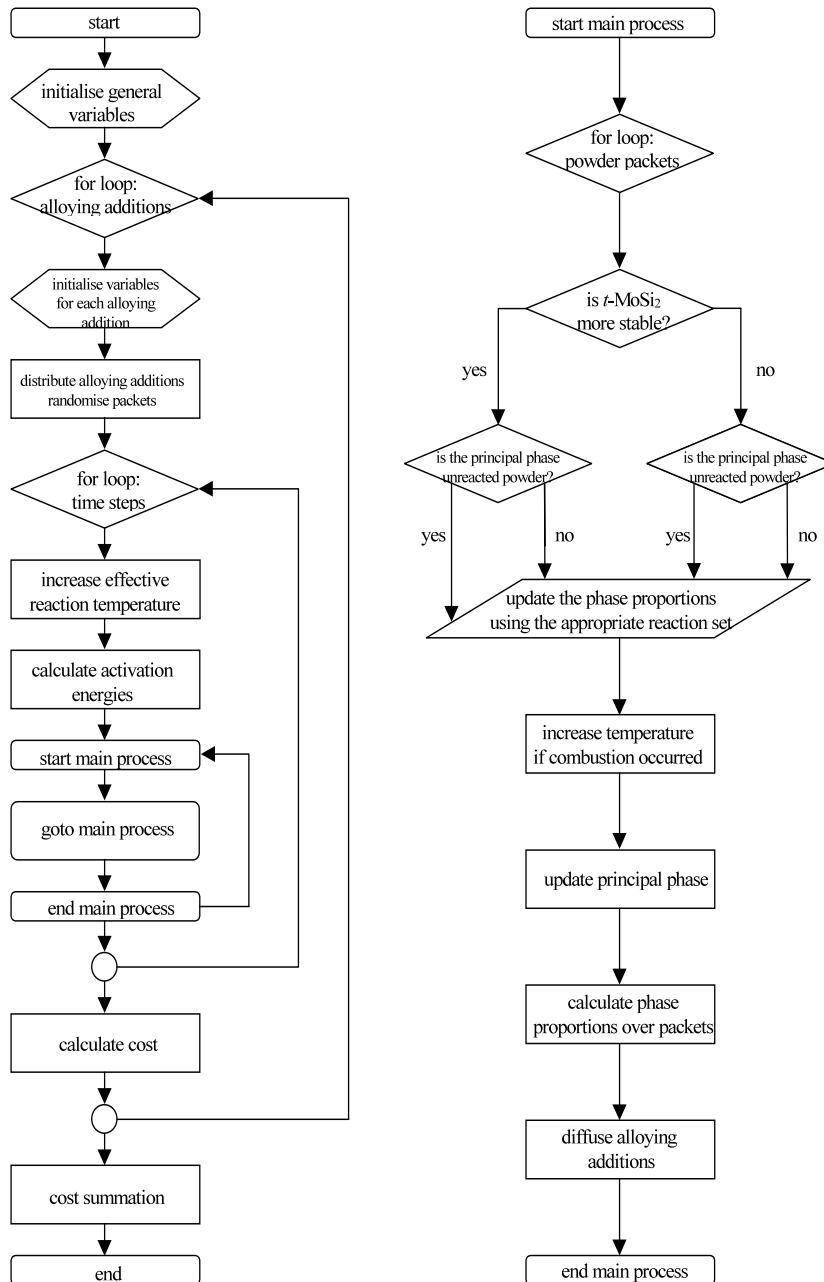 start
initialise general
variables
for loop:
alloying additions
initialise variables
for each alloying
addition
distribute alloying additions
randomise packets
for loop:
time steps
increase effective
reaction temperature
calculate activation
energies
start main process
goto main process
end main process
calculate cost
cost summation
end
start main process
for loop:
powder packets
is t-MoSi2
more stable?
yes
no
is the principal phase
unreacted powder?
is the principal phase
unreacted powder?
yes
no
yes
no
update the phase proportions
using the appropriate reaction set
increase temperature
if combustion occurred
update principal phase
calculate phase
proportions over packets
diffuse alloying
additions
end main process